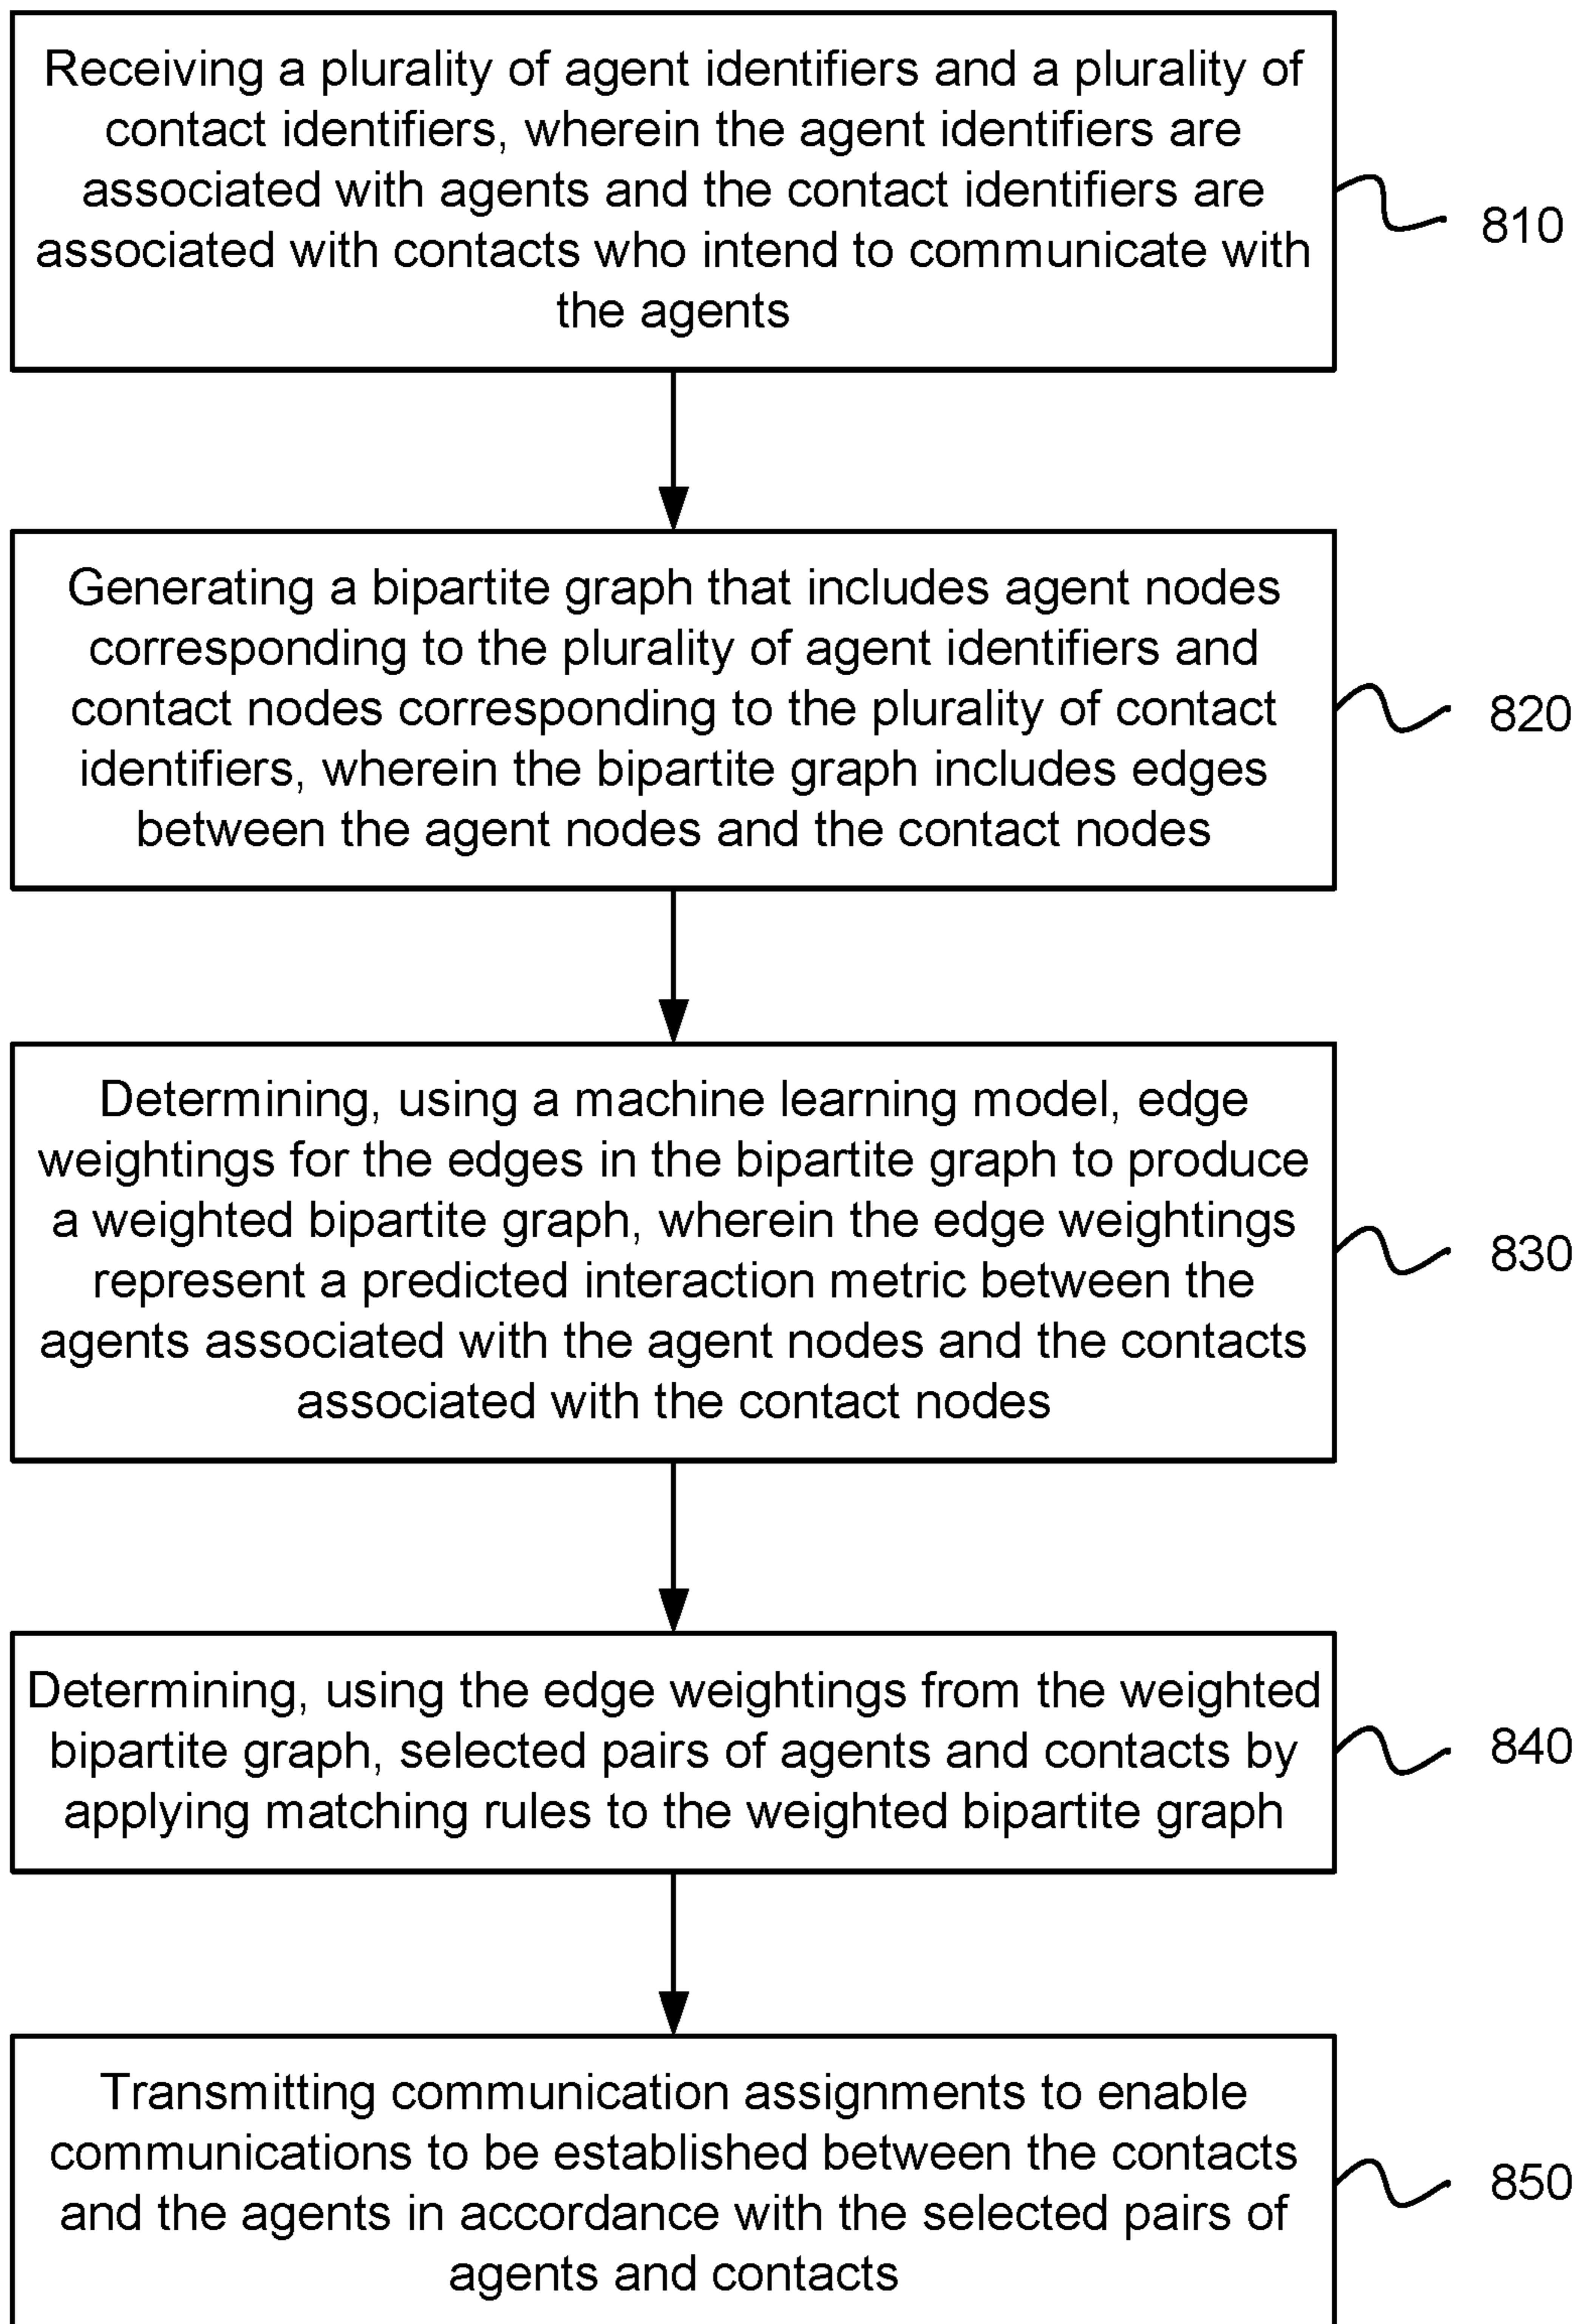 Receiving a plurality of agent identifiers and a plurality of
contact identifiers, wherein the agent identifiers are
associated with agents and the contact identifiers are
associated with contacts who intend to communicate with
the agents
810
Generating a bipartite graph that includes agent nodes
corresponding to the plurality of agent identifiers and
contact nodes corresponding to the plurality of contact
identifiers, wherein the bipartite graph includes edges
between the agent nodes and the contact nodes
820
Determining, using a machine learning model, edge
weightings for the edges in the bipartite graph to produce
a weighted bipartite graph, wherein the edge weightings
represent a predicted interaction metric between the
agents associated with the agent nodes and the contacts
associated with the contact nodes
830
Determining, using the edge weightings from the weighted
bipartite graph, selected pairs of agents and contacts by
applying matching rules to the weighted bipartite graph
840
Transmitting communication assignments to enable
communications to be established between the contacts
and the agents in accordance with the selected pairs of
agents and contacts
850